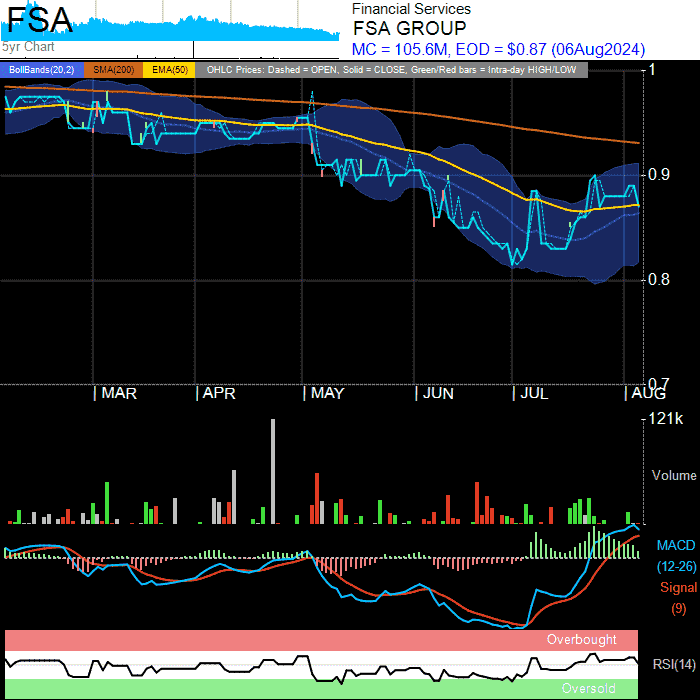 FSA
5yr Chart
Financial Services
FSA GROUP
MC = 105.6M, EOD = $0.87 (06Aug2024)
BollBands(20,2) SMA(200) EMA(50) OHLC Prices: Dashed = OPEN, Solid = CLOSE, Green/Red bars = Intra-day HIGH/LOW
1
0.9
0.8
0.7
MAR APR MAY JUN JUL AUG
121k
Volume
MACD
(12-26)
Signal
(9)
Overbought
RSI(14)
Oversold